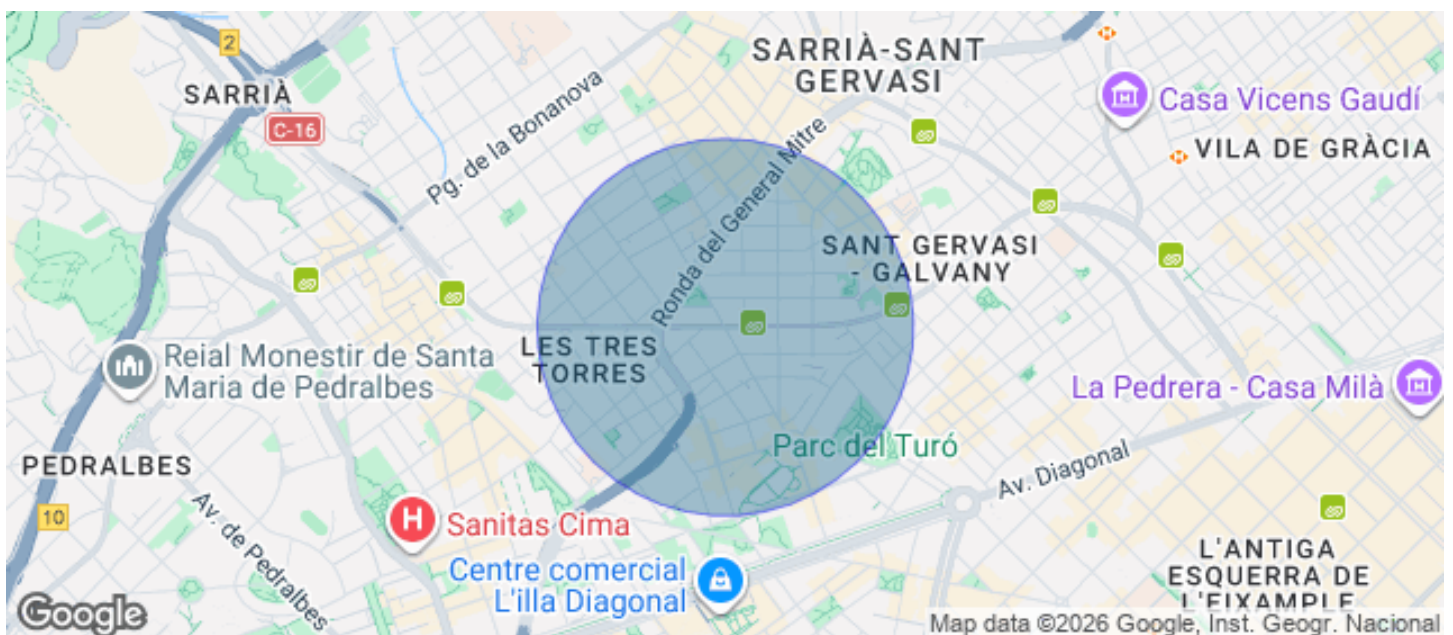 2
SARRIÀ-SANT
GERVASI
SARRIÀ
C-16
Casa Vicens Gaudí
Pg. de la Bonanova
Ronda del General Mitre
VILA DE GRÀCIA
SANT GERVASI
- GALVANY
LES TRES
TORRES
Reial Monestir de Santa
Maria de Pedralbes
La Pedrera - Casa Milà
Parc del Turó
PEDRALBES
Av. Diagonal
Av. de Pedralbes
10
H
Sanitas Cima
Centre comercial
L'illa Diagonal
L'ANTIGA
ESQUERRA DE
L'EIXAMPLE
Google
Map data ©2026 Google, Inst. Geogr. Nacional